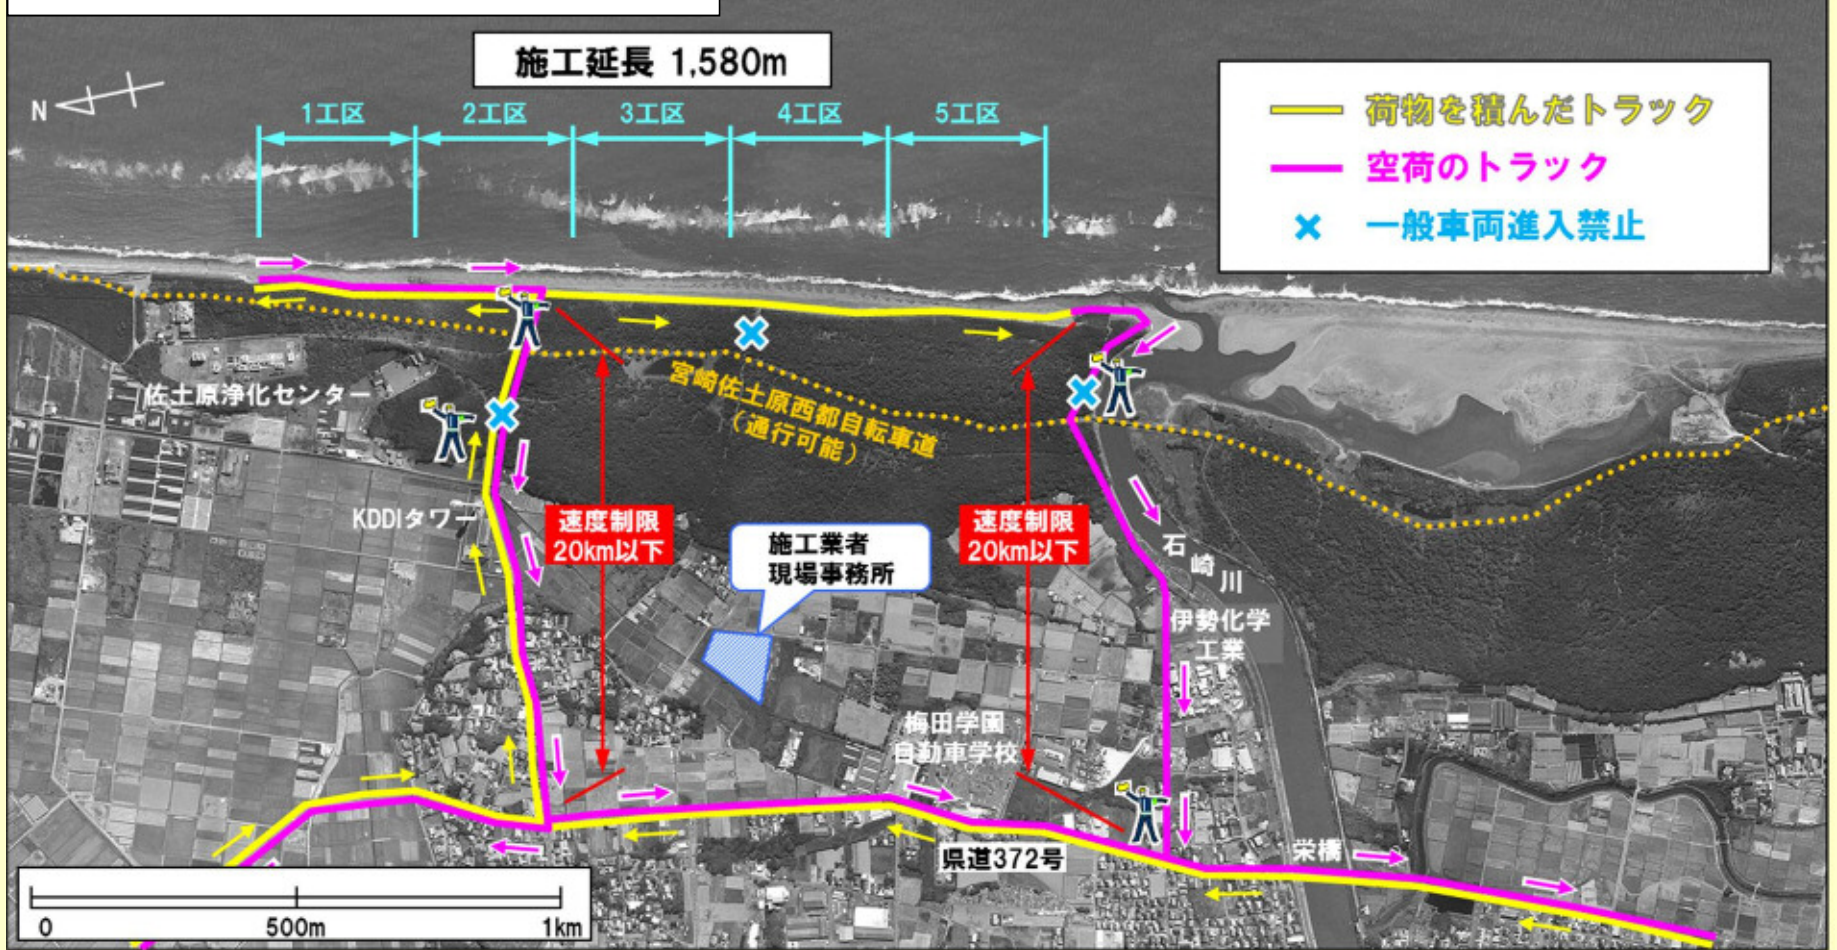 施工延長 1,580m
N
1工区 2工区 3工区 4工区 5工区
荷物を積んだトラック
空荷のトラック
一般車両進入禁止
佐土原浄化センター
宮崎佐土原西都自転車道
（通行可能）
KDDIタワー
速度制限
20km以下
施工業者
現場事務所
速度制限
20km以下
石崎川
伊勢化学
工業
梅田学園
自動車学校
県道372号
栄橋
0 500m 1km